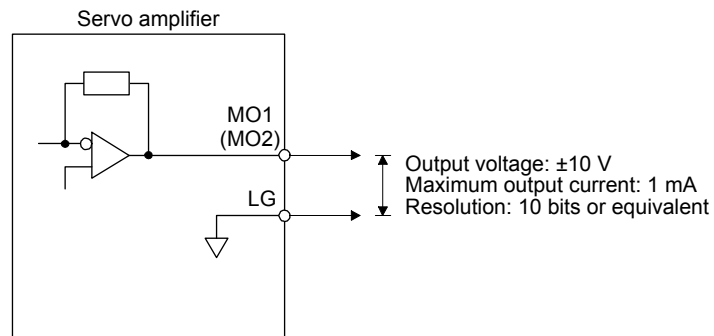 Servo amplifier
MO1
(MO2)
LG
Output voltage: ±10 V
Maximum output current: 1 mA
Resolution: 10 bits or equivalent